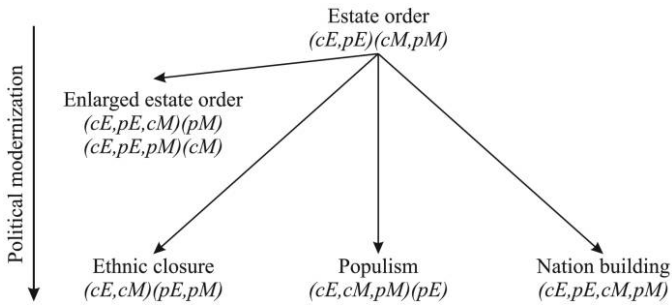 Estate order
(cE,pE)(cM,pM)
Political modernization
Enlarged estate order
(cE,pE,cM)(pM)
(cE,pE,pM)(cM)
Ethnic closure
(cE,cM)(pE,pM)
Populism
(cE,cM,pM)(pE)
Nation building
(cE,pE,cM,pM)